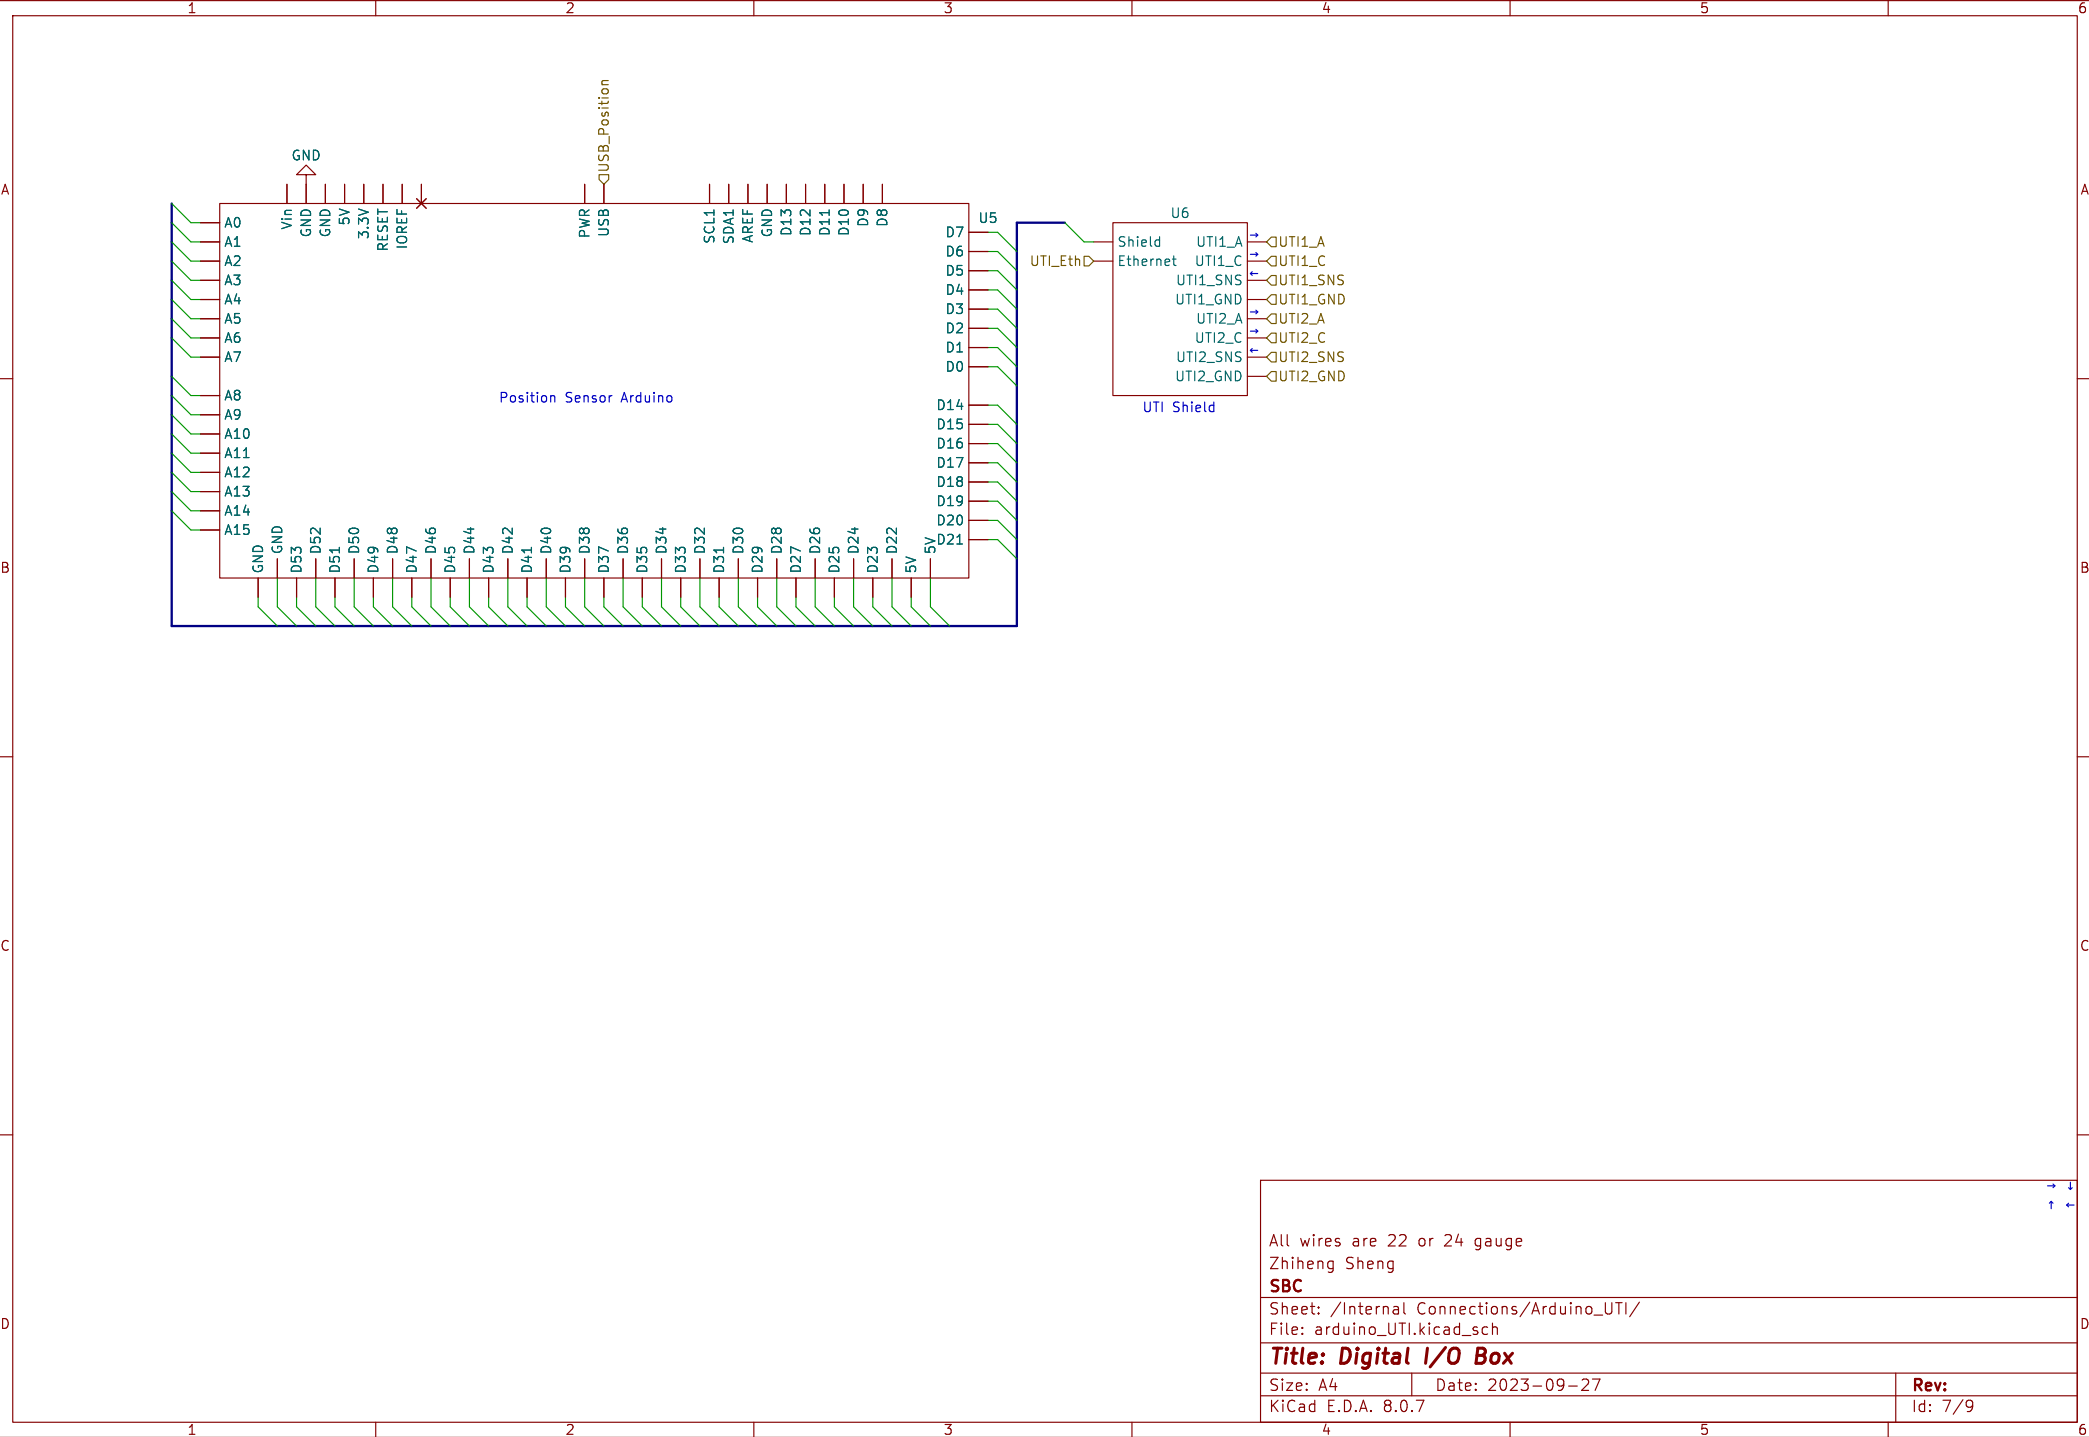 1 2 3 4 5 6
USB_Position
GND
A A
Vin GND GND 5V 3.3V RESET IOREF PWR USB SCL1 SDA1 AREF GND D13 D12 D11 D10 D9 D8
U5
A0
A1
A2
A3
A4
A5
A6
A7
A8
A9
A10
A11
A12
A13
A14
A15
Position Sensor Arduino
D7
D6
D5
D4
D3
D2
D1
D0
D14
D15
D16
D17
D18
D19
D20
D21
GND GND D53 D52 D51 D50 D49 D48 D47 D46 D45 D44 D43 D42 D41 D40 D39 D38 D37 D36 D35 D34 D33 D32 D31 D30 D29 D28 D27 D26 D25 D24 D23 D22 5V 5V
U6
Shield UTI1_A → UTI1_A
UTI_Eth Ethernet UTI1_C → UTI1_C
UTI1_SNS ← UTI1_SNS
UTI1_GND UTI1_GND
UTI2_A → UTI2_A
UTI2_C → UTI2_C
UTI2_SNS ← UTI2_SNS
UTI2_GND UTI2_GND
UTI Shield
B B
C C
D D
→ ↓
↑ ←
All wires are 22 or 24 gauge
Zhiheng Sheng
SBC
Sheet: /Internal Connections/Arduino_UTI/
File: arduino_UTI.kicad_sch
Title: Digital I/O Box
Size: A4 Date: 2023-09-27 Rev:
KiCad E.D.A. 8.0.7 Id: 7/9
1 2 3 4 5 6